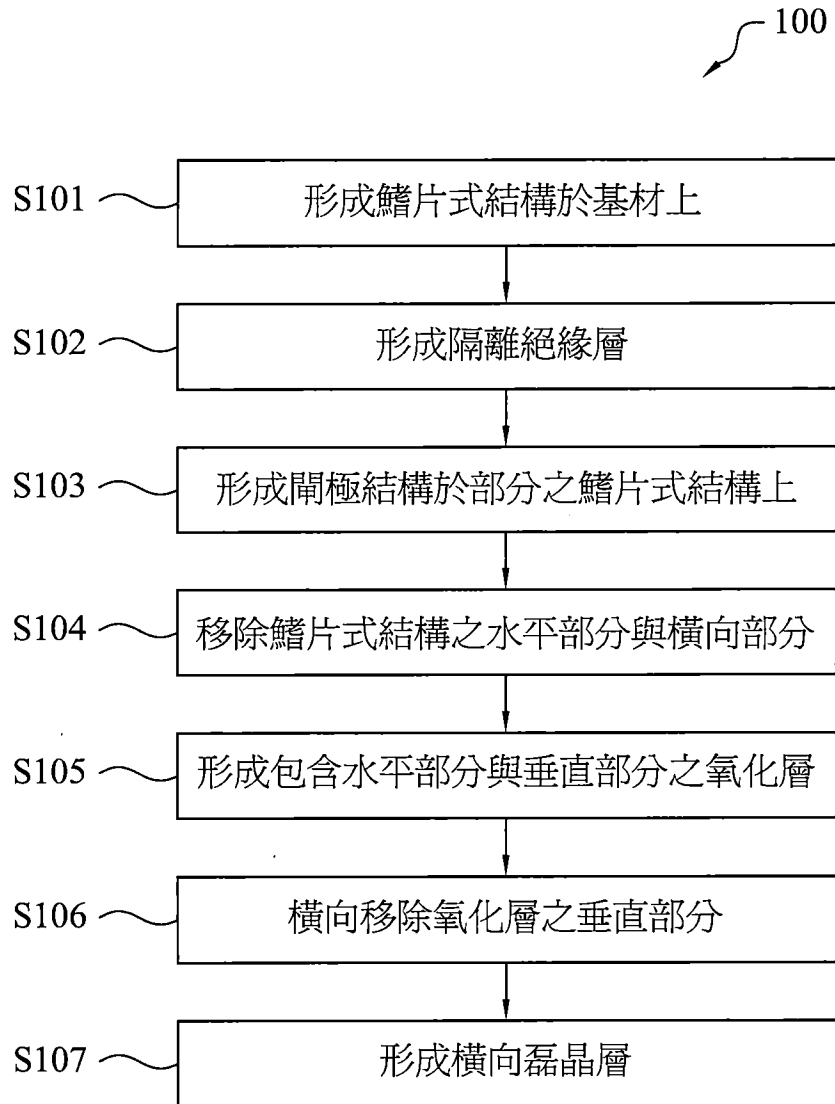 100
S101 形成鰭片式結構於基材上
S102 形成隔離絕緣層
S103 形成閘極結構於部分之鰭片式結構上
S104 移除鰭片式結構之水平部分與橫向部分
S105 形成包含水平部分與垂直部分之氧化層
S106 橫向移除氧化層之垂直部分
S107 形成橫向磊晶層